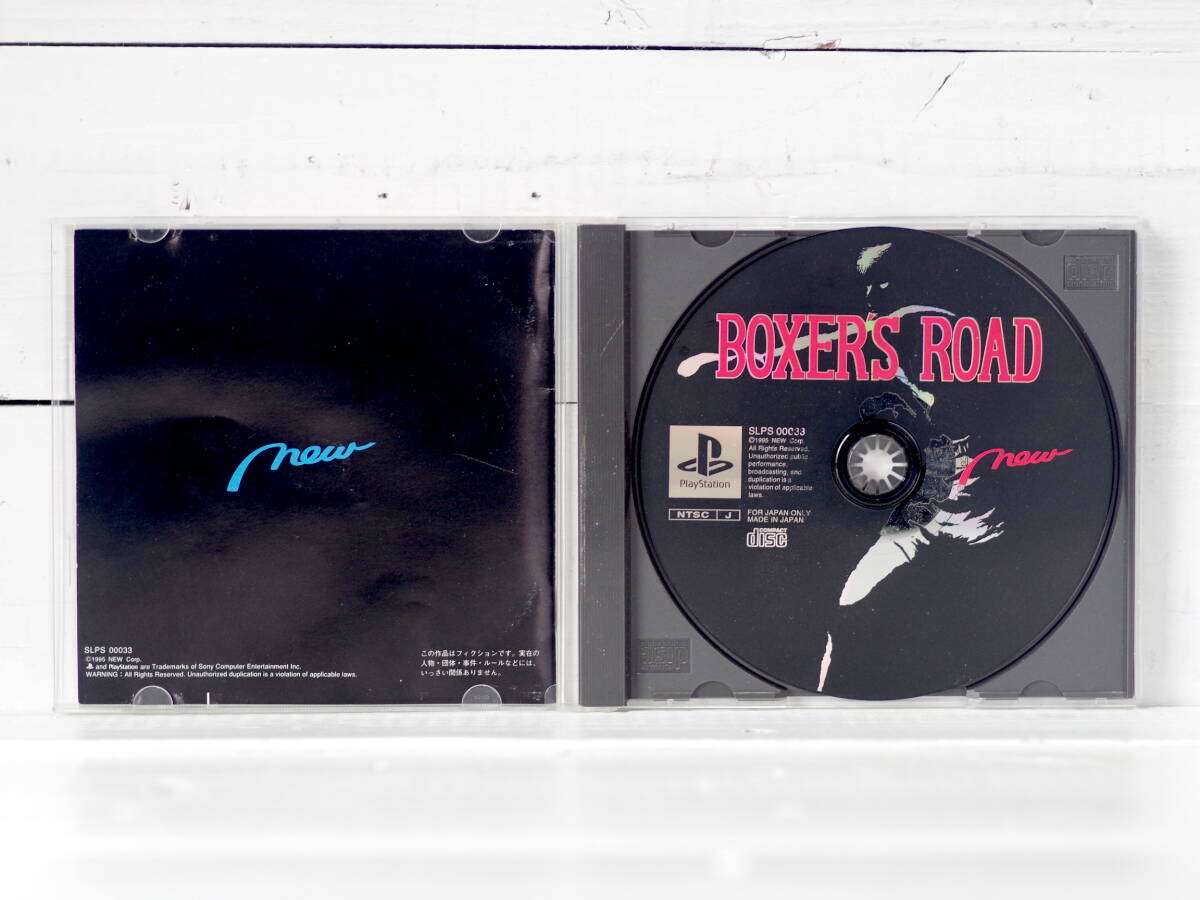 new
SLPS 00033
©1995 NEW Corp.
and PlayStation are Trademarks of Sony Computer Entertainment Inc.
WARNING : All Rights Reserved. Unauthorized duplication is a violation of applicable laws.
この作品はフィクションです。実在の
人物・団体・事件・ルールなどには、
いっさい関係ありません。
BOXER'S ROAD
new
PlayStation
SLPS 00033
©1995 NEW Corp.
All Rights Reserved.
Unauthorized public
performance,
broadcasting, and
duplication is a
violation of applicable
laws.
NTSC J
FOR JAPAN ONLY
MADE IN JAPAN
COMPACT
disc